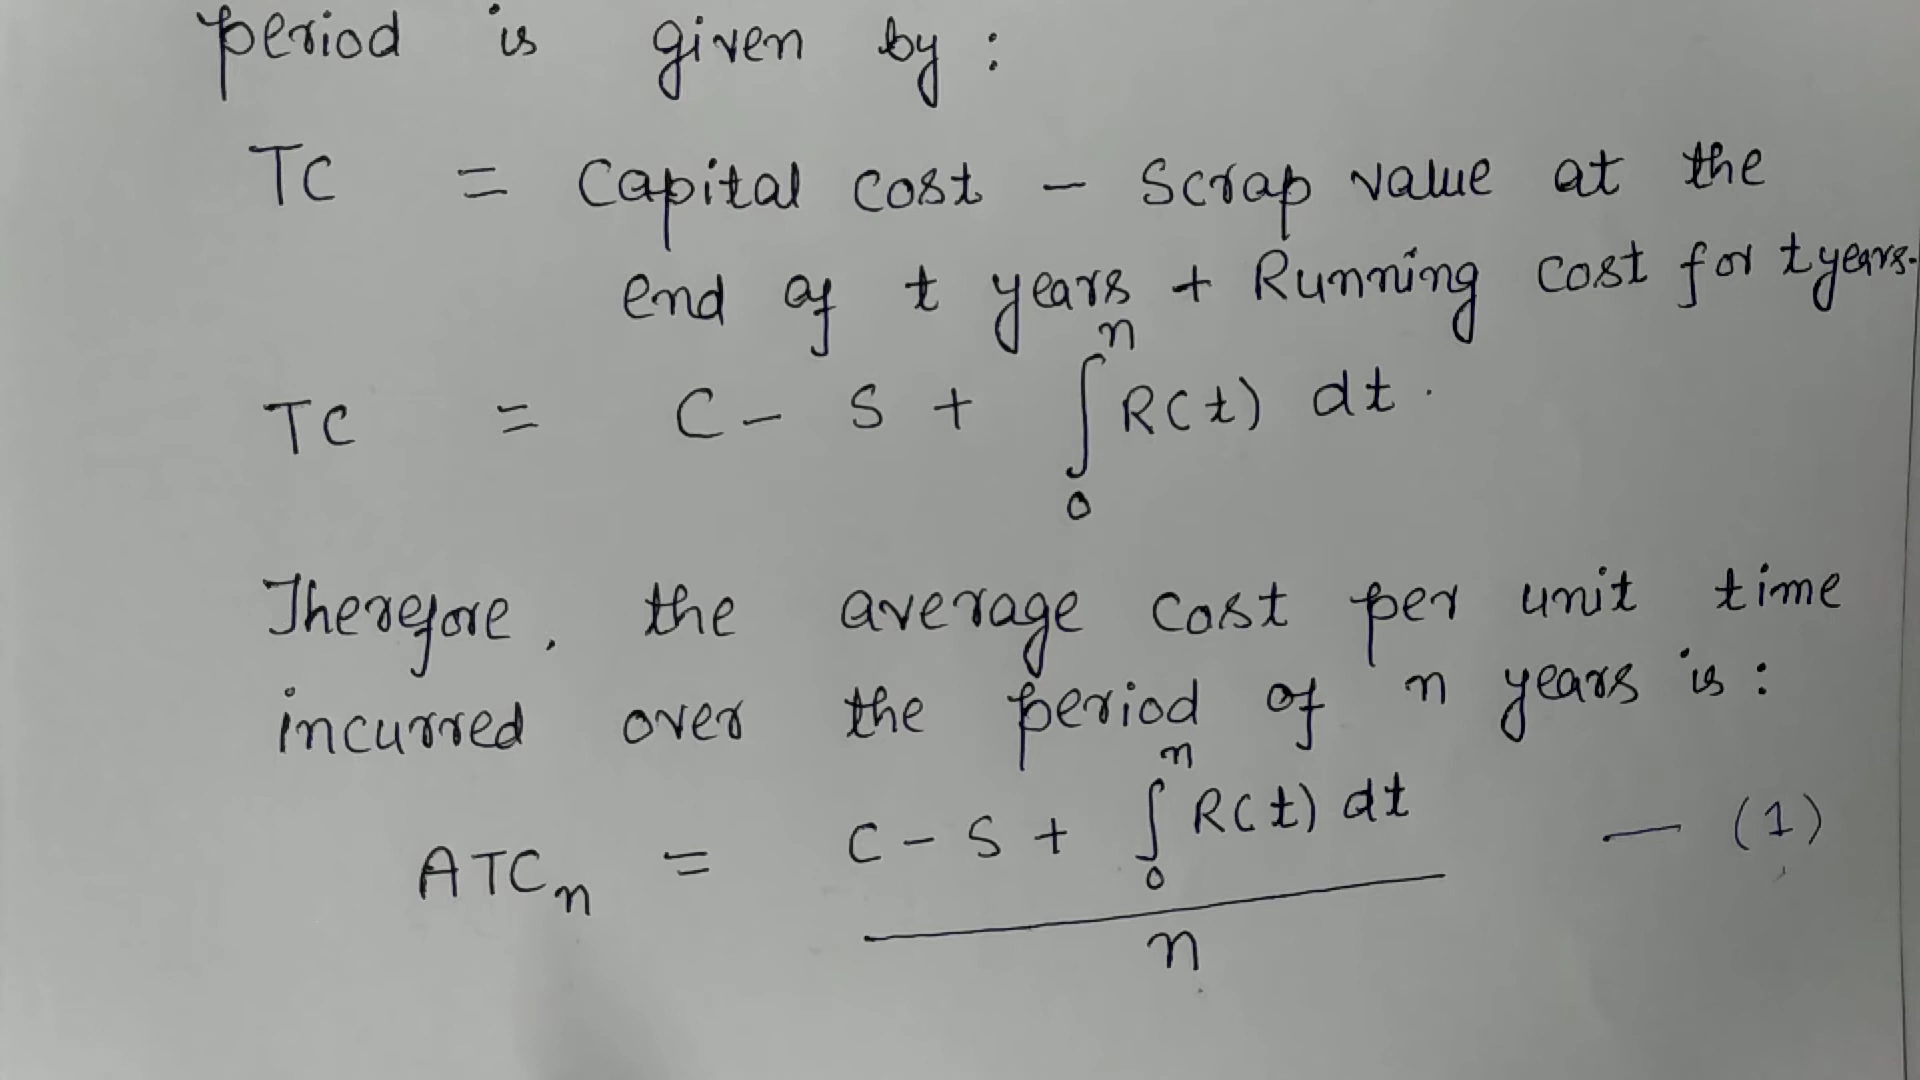 period is given by :
TC = Capital cost - Scrap value at the
end of t years + Running cost for t years.
TC = C - S + ∫₀ⁿ R(t) dt.
Therefore, the average cost per unit time
incurred over the period of n years is :
ATCₙ = (C - S + ∫₀ⁿ R(t) dt) / n — (1)